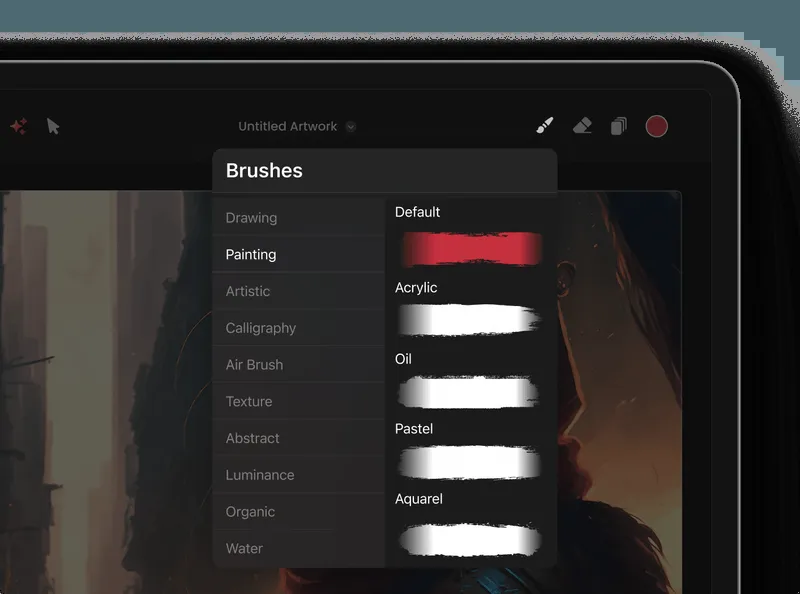 Untitled Artwork
Brushes
Drawing
Painting
Artistic
Calligraphy
Air Brush
Texture
Abstract
Luminance
Organic
Water
Default
Acrylic
Oil
Pastel
Aquarel